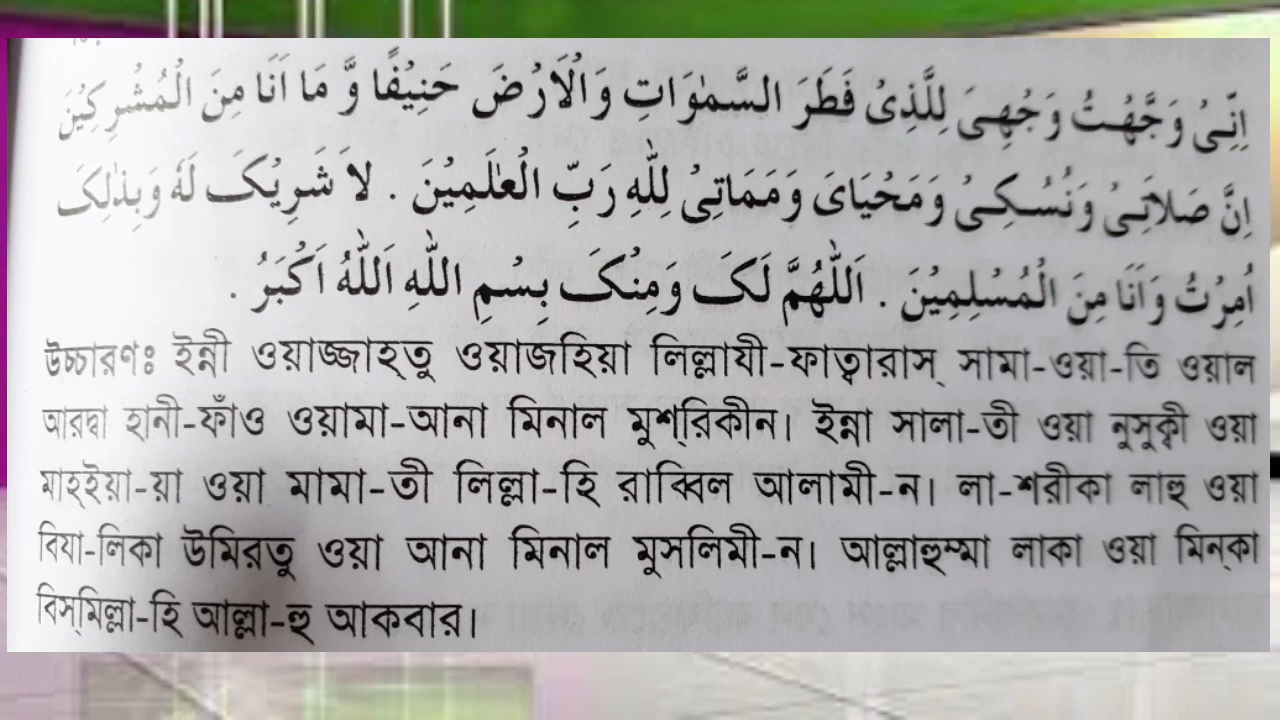 اِنِّىْ وَجَّهْتُ وَجْهِىَ لِلَّذِىْ فَطَرَ السَّمٰوَاتِ وَالْاَرْضَ حَنِيْفًا وَّ مَا اَنَا مِنَ الْمُشْرِكِيْنَ
اِنَّ صَلَاتِىْ وَنُسُكِىْ وَمَحْيَاىَ وَمَمَاتِىْ لِلّٰهِ رَبِّ الْعٰلَمِيْنَ . لَا شَرِيْكَ لَهٗ وَبِذٰلِكَ
اُمِرْتُ وَاَنَا مِنَ الْمُسْلِمِيْنَ . اَللّٰهُمَّ لَكَ وَمِنْكَ بِسْمِ اللّٰهِ اَللّٰهُ اَكْبَرُ .
উচ্চারণঃ ইন্নী ওয়াজ্জাহ্তু ওয়াজহিয়া লিল্লাযী-ফাত্বারাস্ সামা-ওয়া-তি ওয়াল
আরদ্বা হানী-ফাঁও ওয়ামা-আনা মিনাল মুশ্রিকীন। ইন্না সালা-তী ওয়া নুসুক্বী ওয়া
মাহ্ইয়া-য়া ওয়া মামা-তী লিল্লা-হি রাব্বিল আলামী-ন। লা-শরীকা লাহু ওয়া
বিযা-লিকা উমিরতু ওয়া আনা মিনাল মুসলিমী-ন। আল্লাহুম্মা লাকা ওয়া মিন্কা
বিস্মিল্লা-হি আল্লা-হু আকবার।